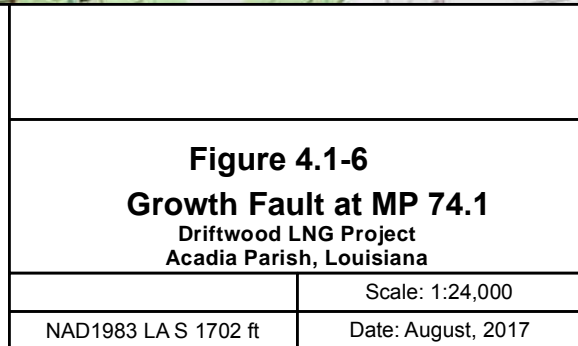 Figure 4.1-6
Growth Fault at MP 74.1
Driftwood LNG Project
Acadia Parish, Louisiana
Scale: 1:24,000
NAD1983 LA S 1702 ft
Date: August, 2017